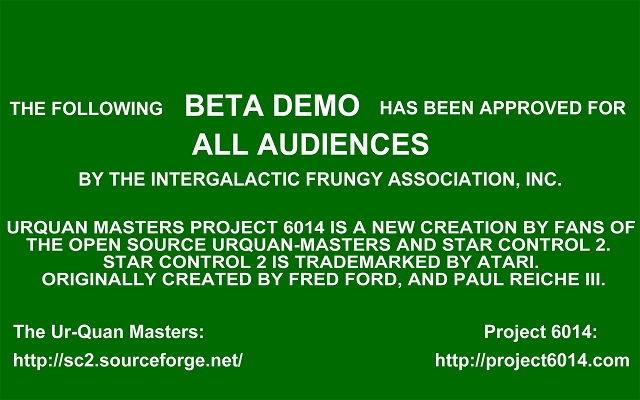 THE FOLLOWING BETA DEMO HAS BEEN APPROVED FOR
ALL AUDIENCES
BY THE INTERGALACTIC FRUNGY ASSOCIATION, INC.
URQUAN MASTERS PROJECT 6014 IS A NEW CREATION BY FANS OF
THE OPEN SOURCE URQUAN-MASTERS AND STAR CONTROL 2.
STAR CONTROL 2 IS TRADEMARKED BY ATARI.
ORIGINALLY CREATED BY FRED FORD, AND PAUL REICHE III.
The Ur-Quan Masters: Project 6014:
http://sc2.sourceforge.net/ http://project6014.com